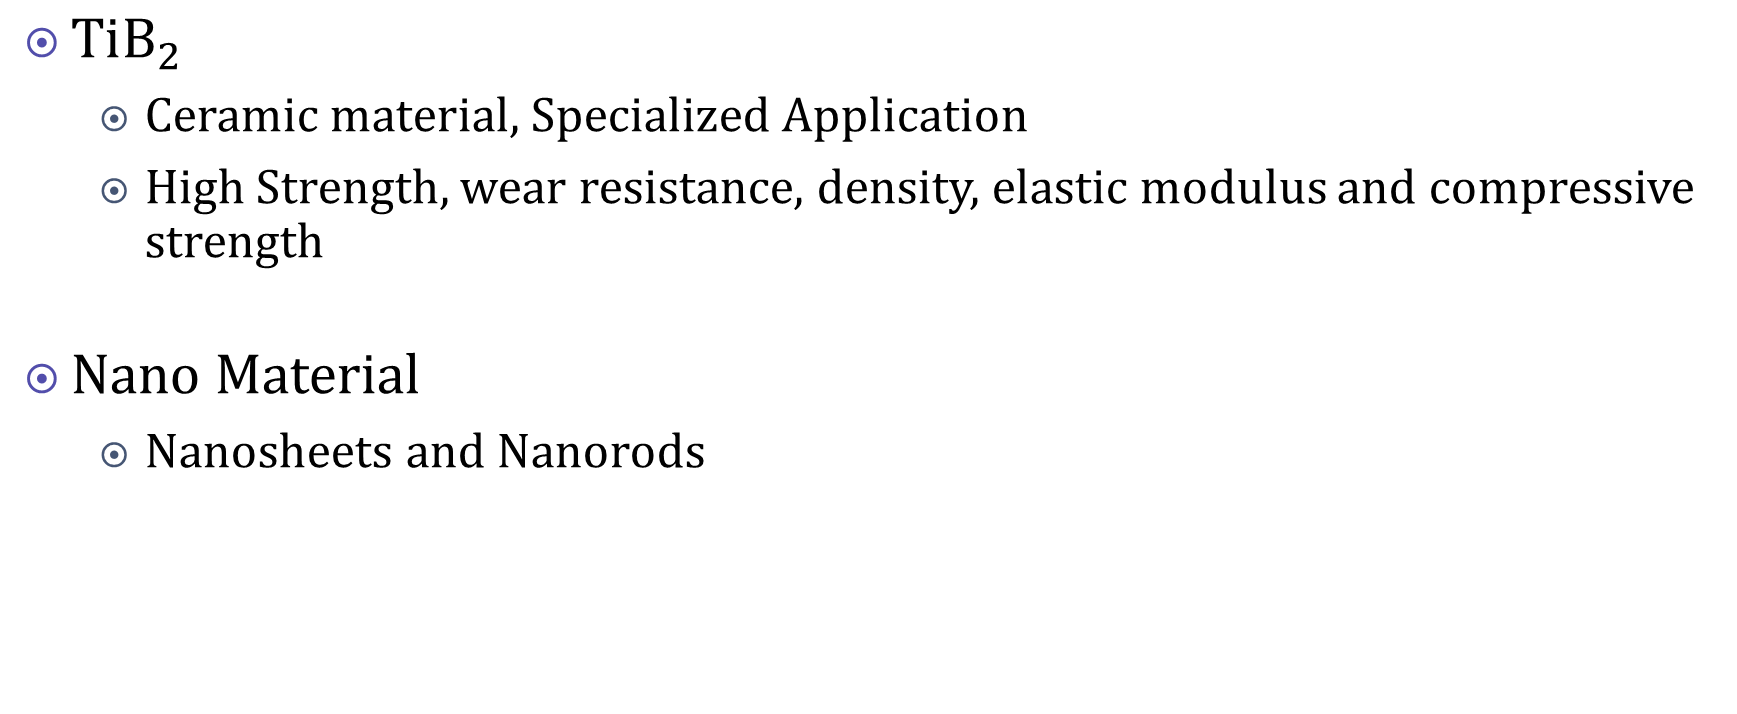 TiB₂
Ceramic material, Specialized Application
High Strength, wear resistance, density, elastic modulus and compressive
strength
Nano Material
Nanosheets and Nanorods